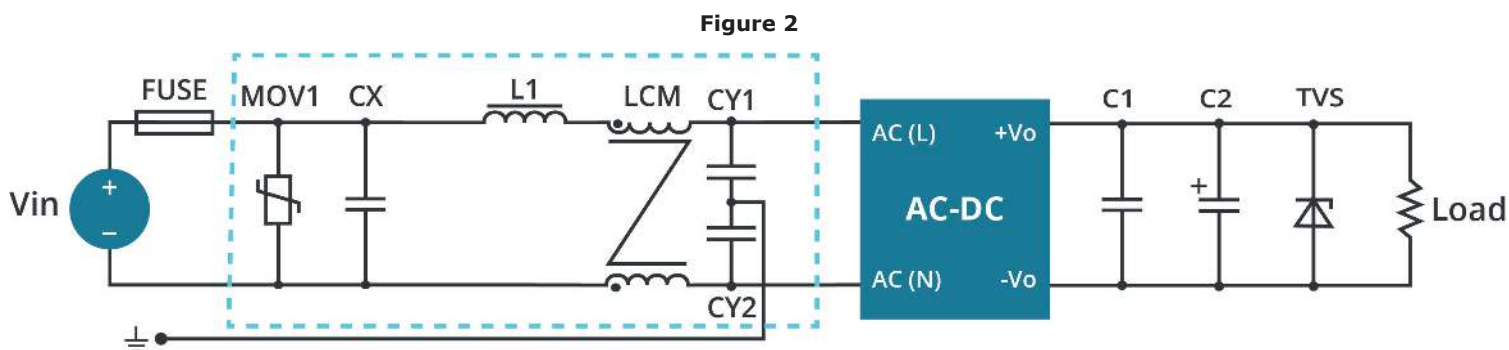 Figure 2
FUSE
MOV1
CX
L1
LCM
CY1
C1
C2
TVS
AC (L)
+Vo
Vin
+
−
AC-DC
+
Load
AC (N)
-Vo
CY2